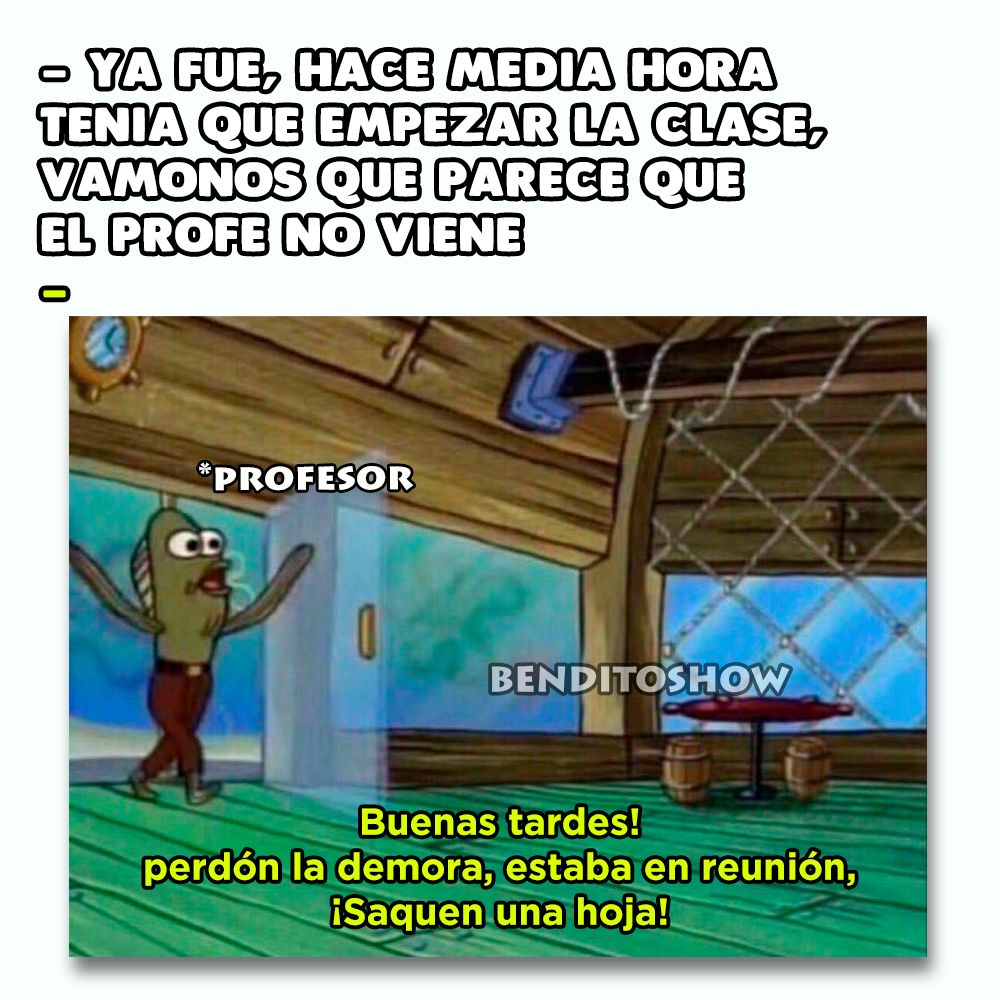 - YA FUE, HACE MEDIA HORA
TENIA QUE EMPEZAR LA CLASE,
VAMONOS QUE PARECE QUE
EL PROFE NO VIENE
-
*PROFESOR
BENDITOSHOW
Buenas tardes!
perdón la demora, estaba en reunión,
¡Saquen una hoja!